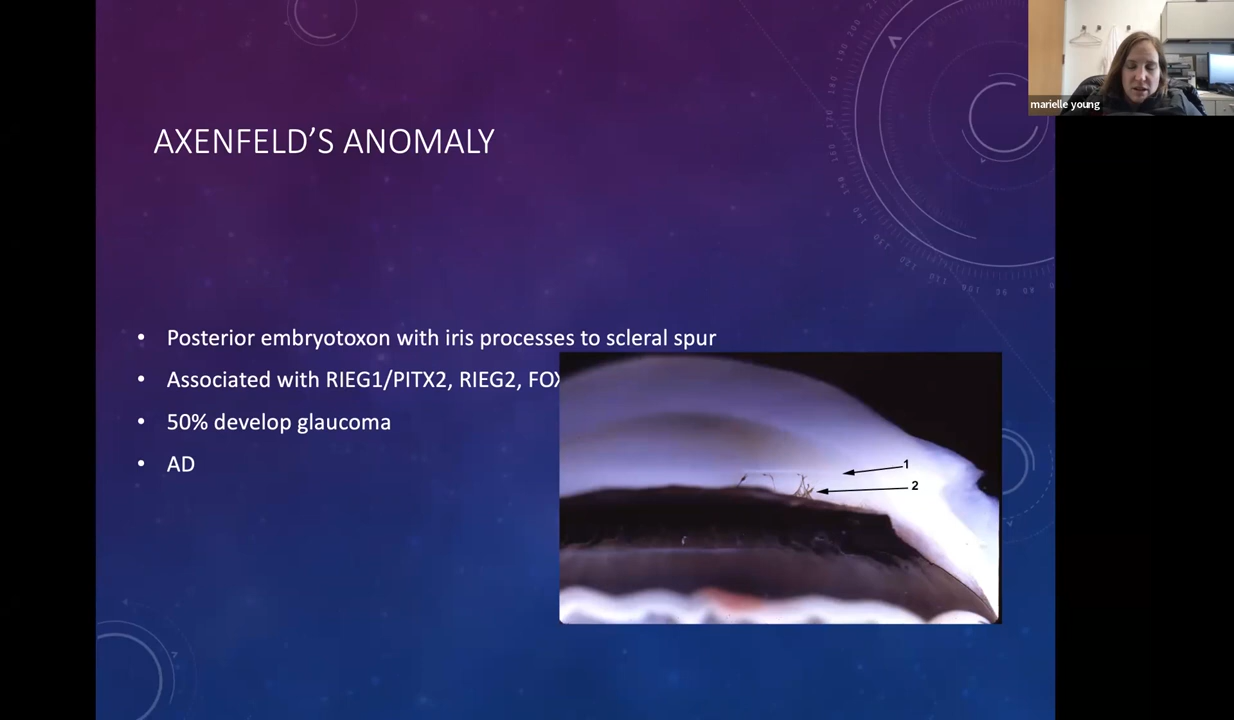 marielle young
AXENFELD'S ANOMALY
• Posterior embryotoxon with iris processes to scleral spur
• Associated with RIEG1/PITX2, RIEG2, FOX
• 50% develop glaucoma
• AD
1
2